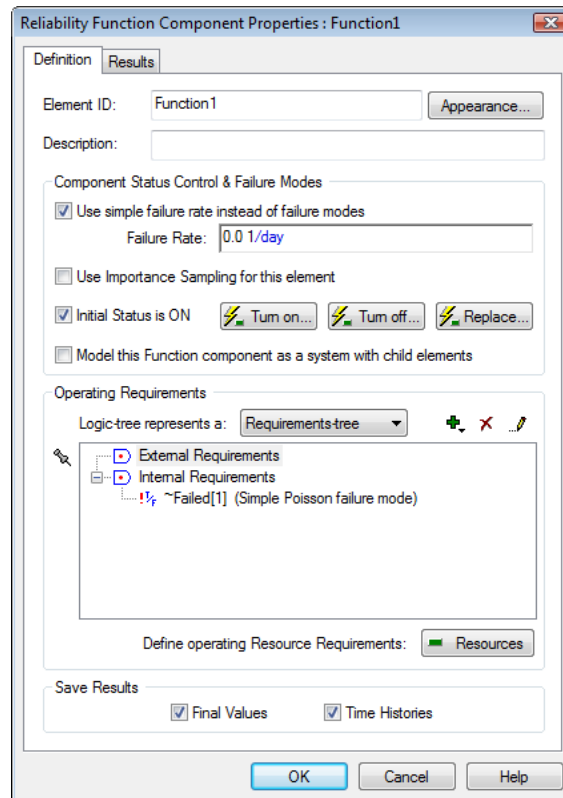 Reliability Function Component Properties : Function1
Definition Results
Element ID: Function1 Appearance...
Description:
Component Status Control & Failure Modes
Use simple failure rate instead of failure modes
Failure Rate: 0.0 1/day
Use Importance Sampling for this element
Initial Status is ON Turn on... Turn off... Replace...
Model this Function component as a system with child elements
Operating Requirements
Logic-tree represents a: Requirements-tree
External Requirements
Internal Requirements
~Failed[1] (Simple Poisson failure mode)
Define operating Resource Requirements: Resources
Save Results
Final Values Time Histories
OK Cancel Help